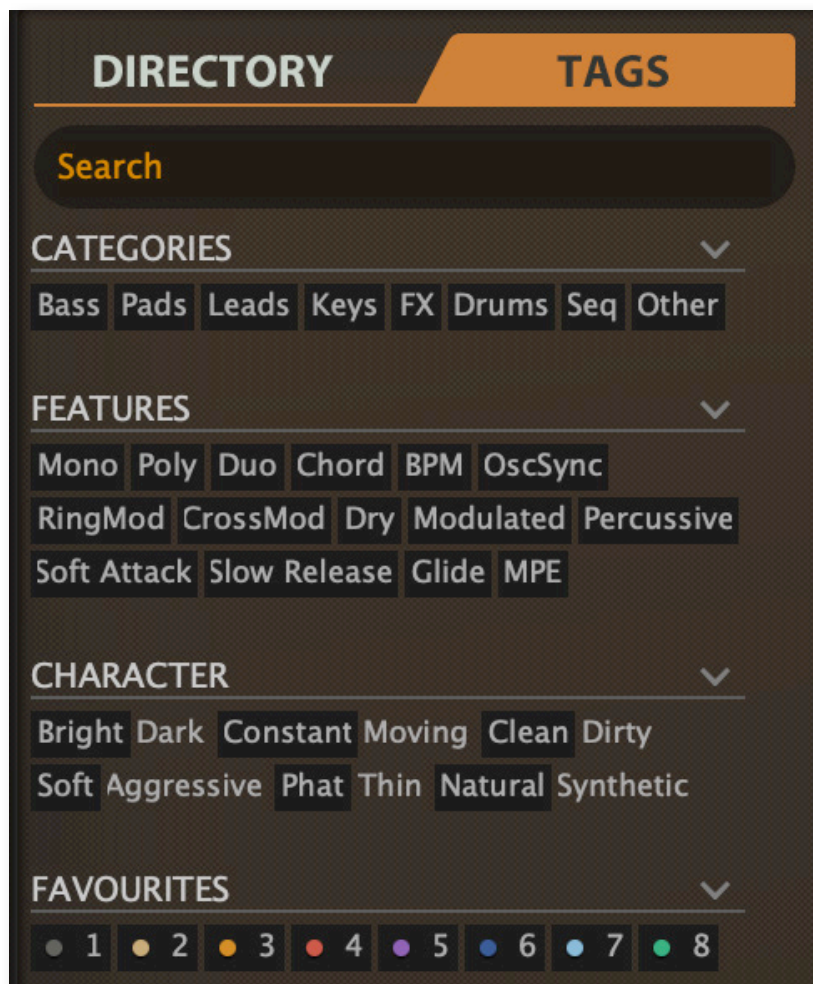 DIRECTORY TAGS
Search
CATEGORIES
Bass Pads Leads Keys FX Drums Seq Other
FEATURES
Mono Poly Duo Chord BPM OscSync
RingMod CrossMod Dry Modulated Percussive
Soft Attack Slow Release Glide MPE
CHARACTER
Bright Dark Constant Moving Clean Dirty
Soft Aggressive Phat Thin Natural Synthetic
FAVOURITES
1 2 3 4 5 6 7 8